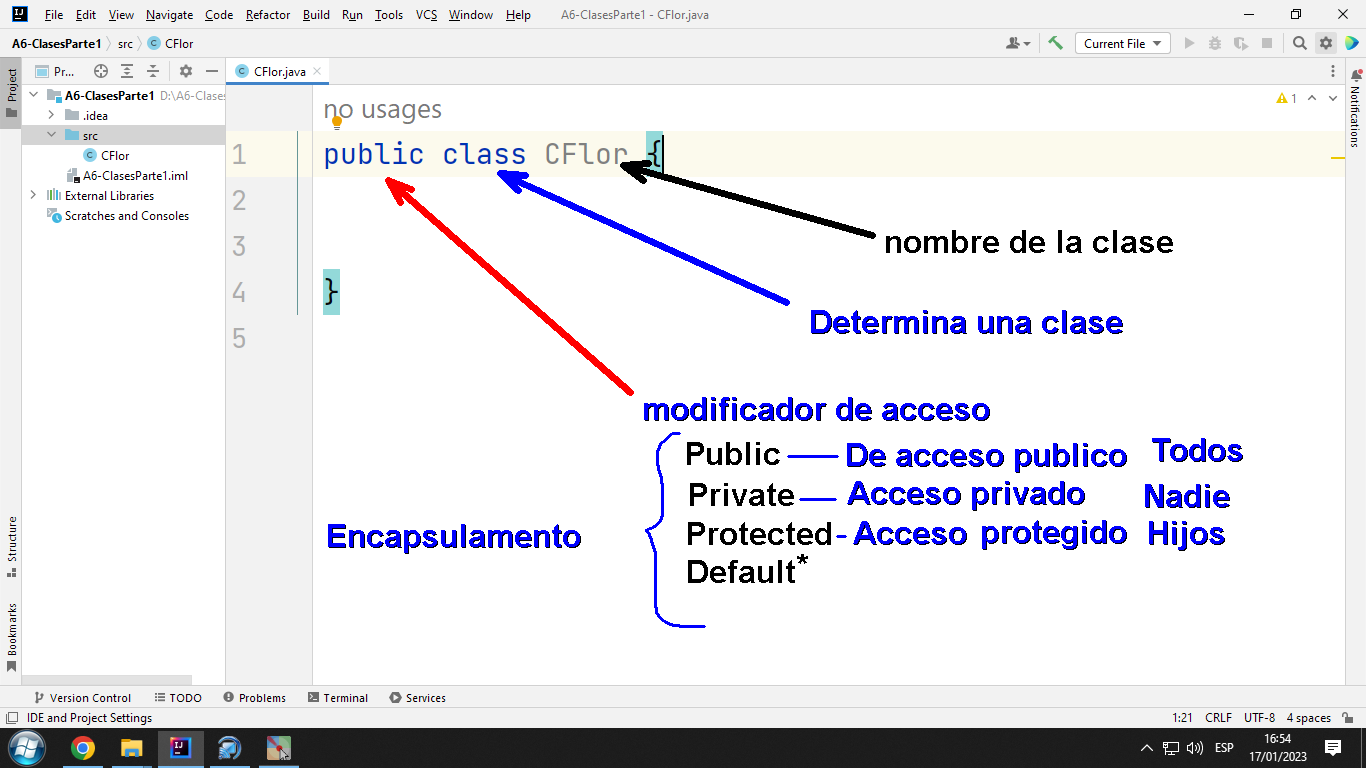 File Edit View Navigate Code Refactor Build Run Tools VCS Window Help A6-ClasesParte1 - CFlor.java
A6-ClasesParte1 src CFlor
Current File
Project
Pr...
CFlor.java
A6-ClasesParte1 D:\A6-Clases
.idea
src
CFlor
A6-ClasesParte1.iml
External Libraries
Scratches and Consoles
no usages
1
1 public class CFlor {
2
3
4 }
5
nombre de la clase
Determina una clase
modificador de acceso
Public De acceso publico Todos
Private Acceso privado Nadie
Encapsulamento
Protected - Acceso protegido Hijos
Default*
Notifications
Structure
Bookmarks
Version Control TODO Problems Terminal Services
IDE and Project Settings 1:21 CRLF UTF-8 4 spaces
ESP
16:54
17/01/2023